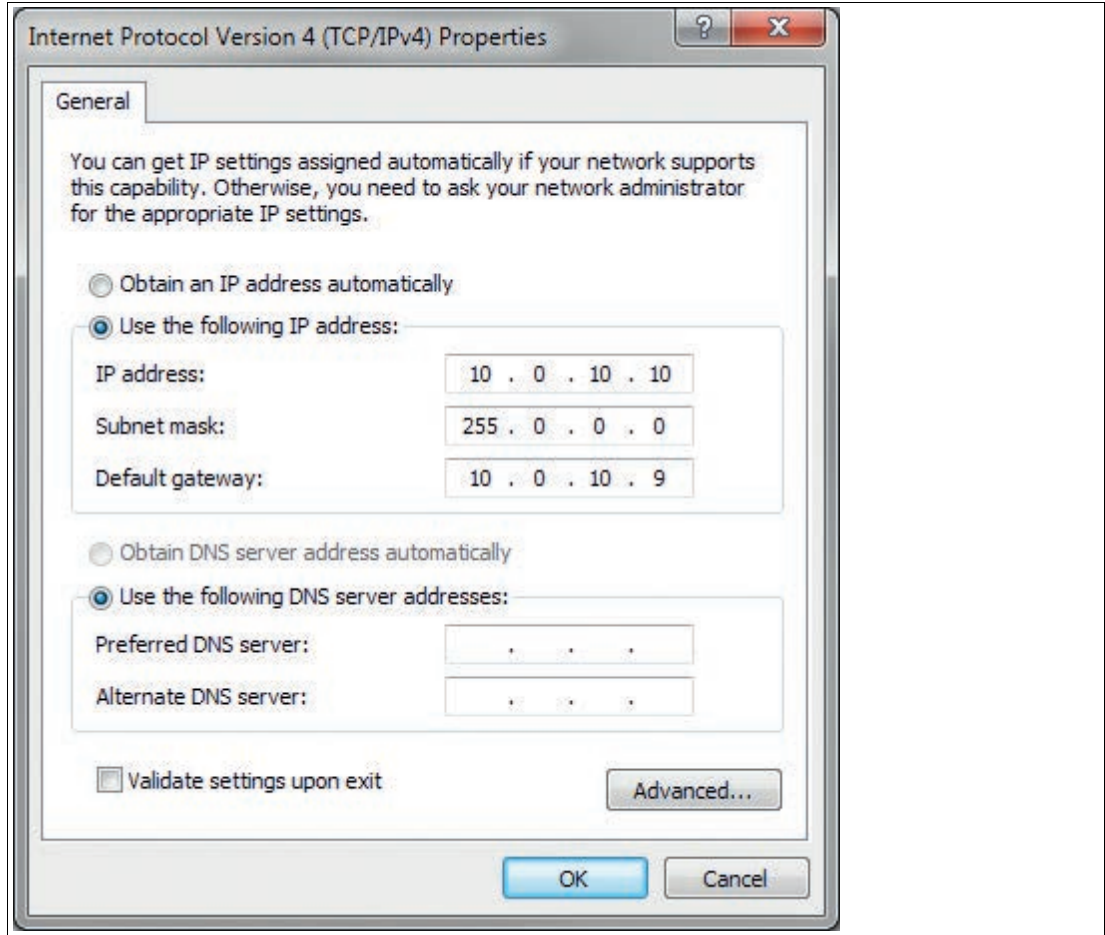 Internet Protocol Version 4 (TCP/IPv4) Properties
?
X
General
You can get IP settings assigned automatically if your network supports
this capability. Otherwise, you need to ask your network administrator
for the appropriate IP settings.
Obtain an IP address automatically
Use the following IP address:
IP address: 10 . 0 . 10 . 10
Subnet mask: 255 . 0 . 0 . 0
Default gateway: 10 . 0 . 10 . 9
Obtain DNS server address automatically
Use the following DNS server addresses:
Preferred DNS server: . . .
Alternate DNS server: . . .
Validate settings upon exit
Advanced...
OK Cancel